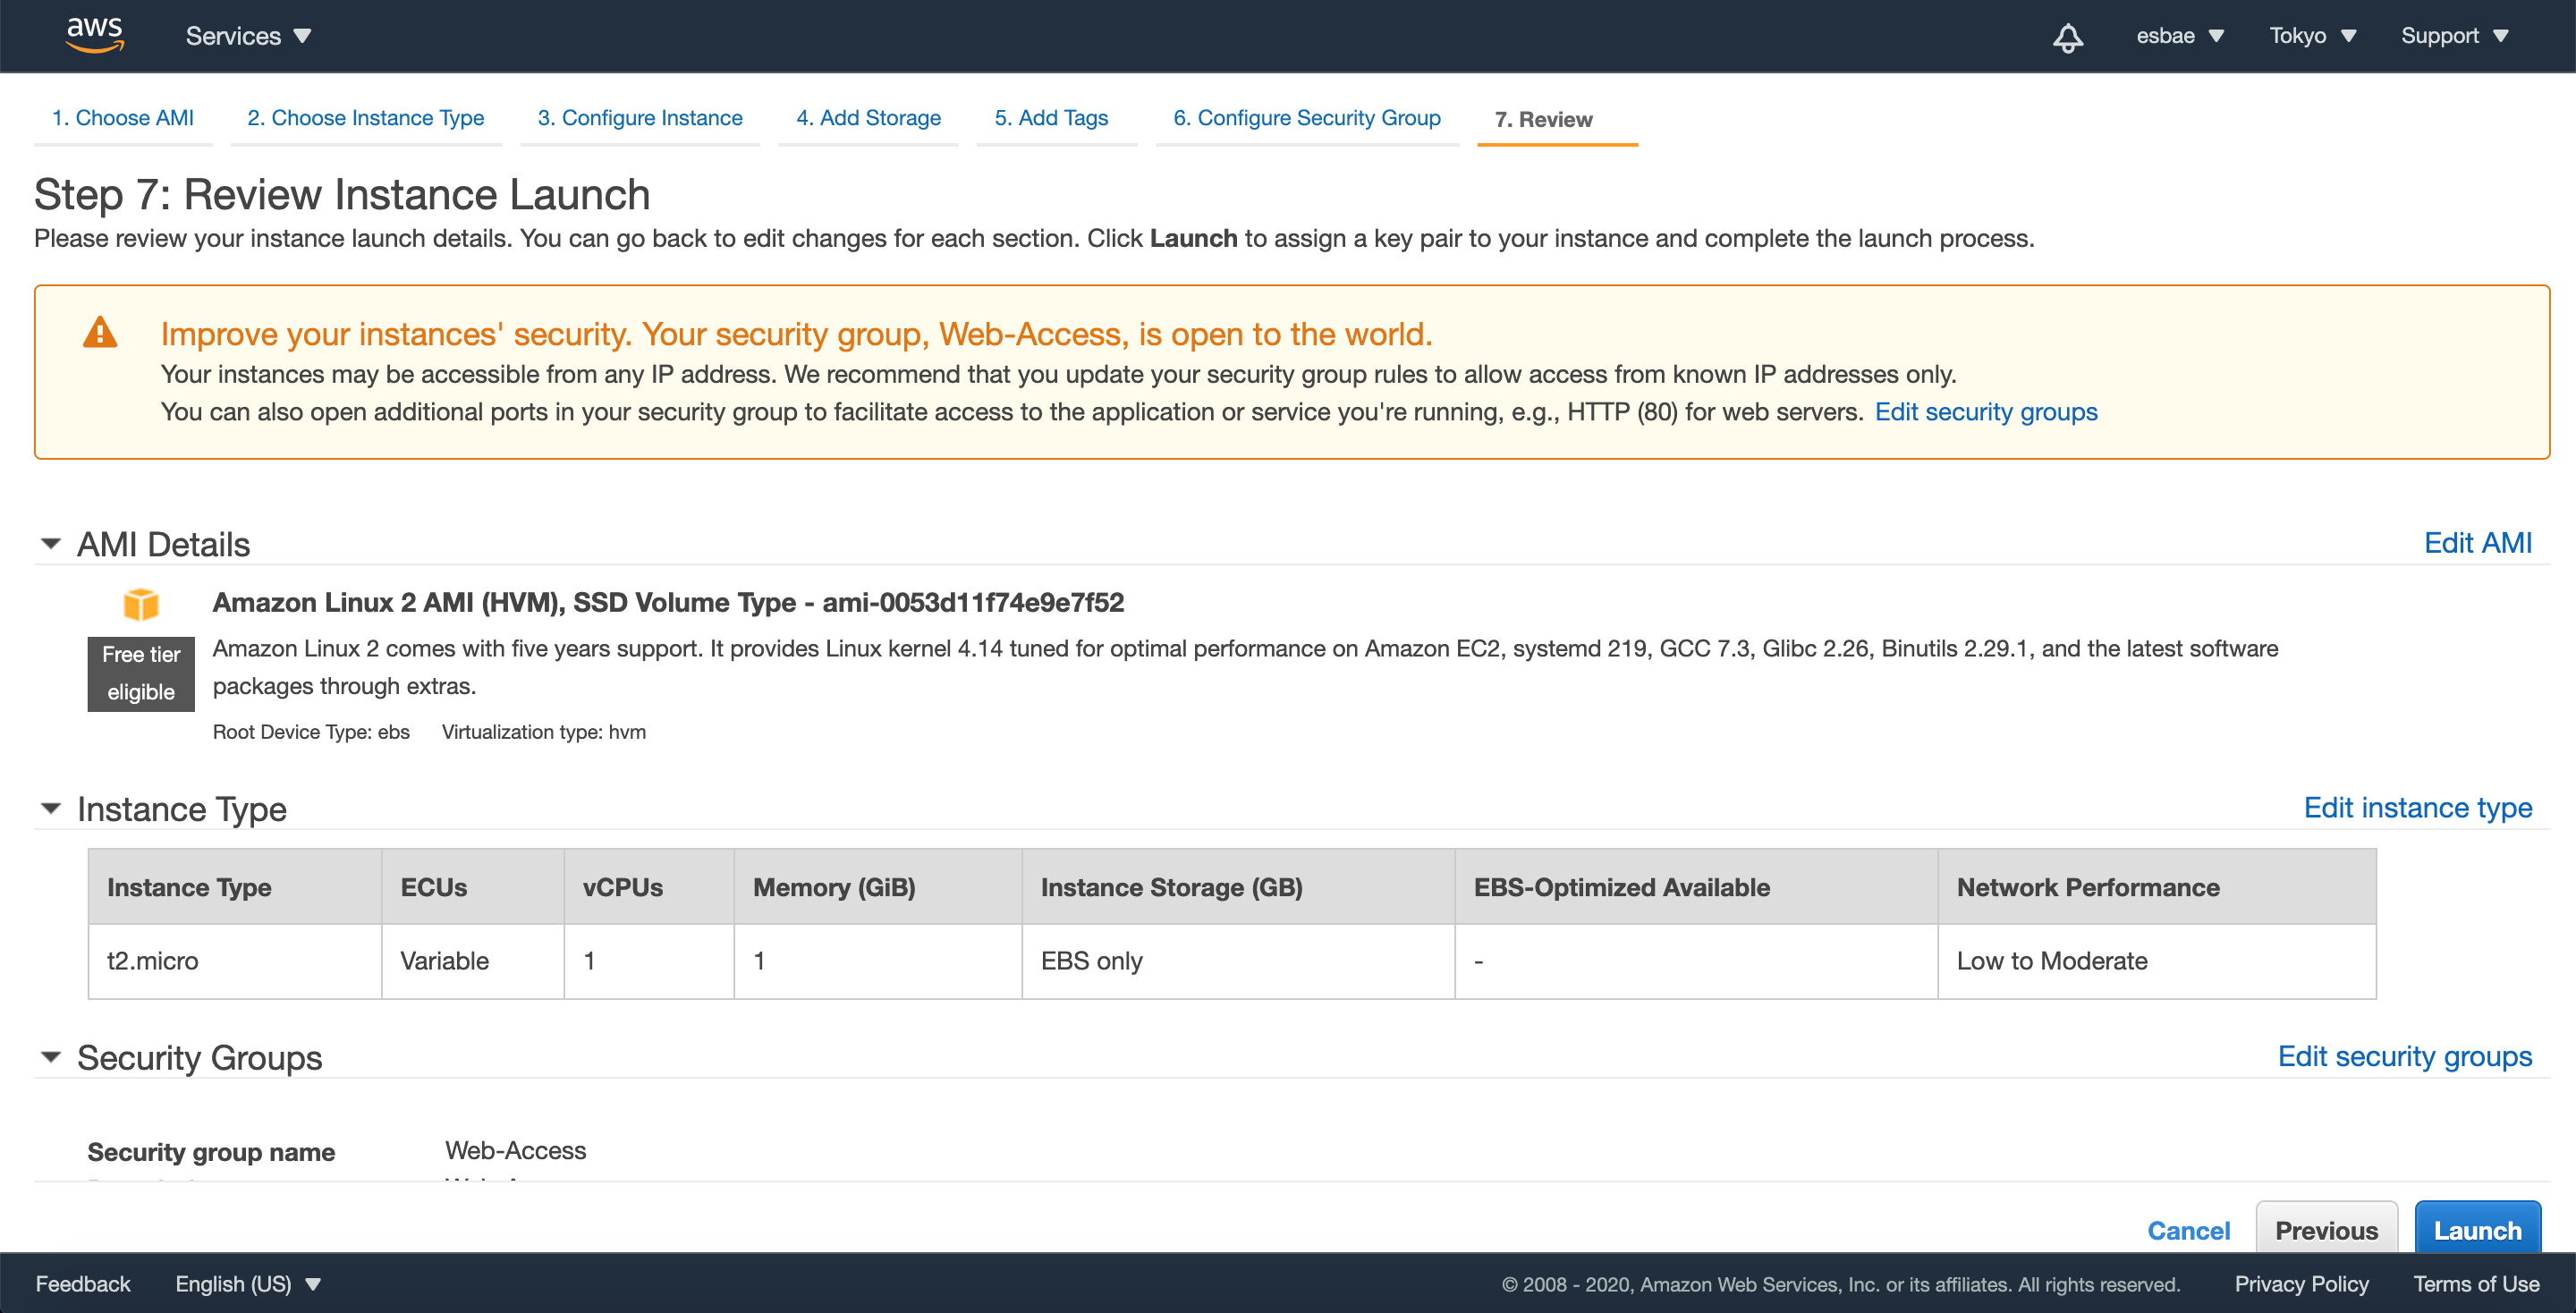 aws Services esbae Tokyo Support
1. Choose AMI 2. Choose Instance Type 3. Configure Instance 4. Add Storage 5. Add Tags 6. Configure Security Group 7. Review
Step 7: Review Instance Launch
Please review your instance launch details. You can go back to edit changes for each section. Click Launch to assign a key pair to your instance and complete the launch process.
Improve your instances' security. Your security group, Web-Access, is open to the world.
Your instances may be accessible from any IP address. We recommend that you update your security group rules to allow access from known IP addresses only.
You can also open additional ports in your security group to facilitate access to the application or service you're running, e.g., HTTP (80) for web servers. Edit security groups
AMI Details Edit AMI
Amazon Linux 2 AMI (HVM), SSD Volume Type - ami-0053d11f74e9e7f52
Free tier eligible
Amazon Linux 2 comes with five years support. It provides Linux kernel 4.14 tuned for optimal performance on Amazon EC2, systemd 219, GCC 7.3, Glibc 2.26, Binutils 2.29.1, and the latest software
packages through extras.
Root Device Type: ebs Virtualization type: hvm
Instance Type Edit instance type
Instance Type ECUs vCPUs Memory (GiB) Instance Storage (GB) EBS-Optimized Available Network Performance
t2.micro Variable 1 1 EBS only - Low to Moderate
Security Groups Edit security groups
Security group name Web-Access
Cancel Previous Launch
Feedback English (US) © 2008 - 2020, Amazon Web Services, Inc. or its affiliates. All rights reserved. Privacy Policy Terms of Use